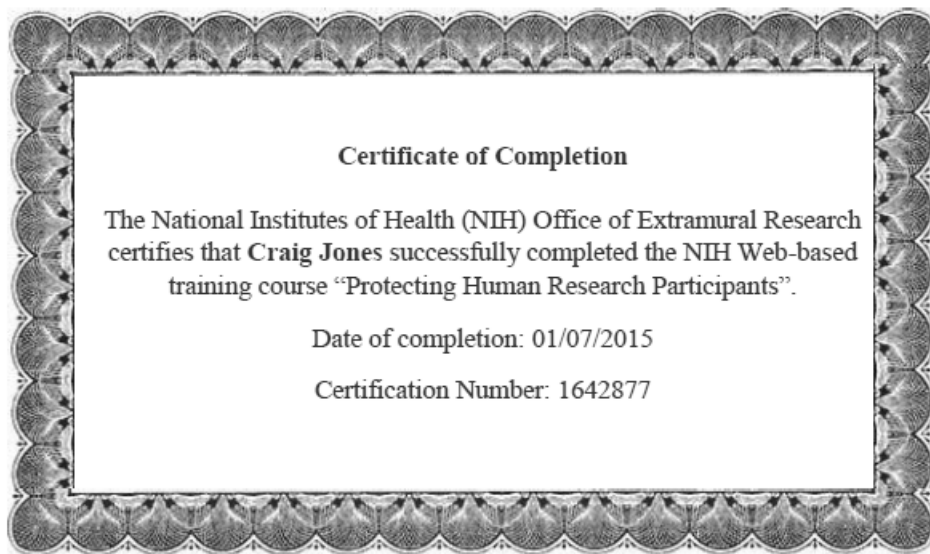 Certificate of Completion
The National Institutes of Health (NIH) Office of Extramural Research
certifies that Craig Jones successfully completed the NIH Web-based
training course “Protecting Human Research Participants”.
Date of completion: 01/07/2015
Certification Number: 1642877